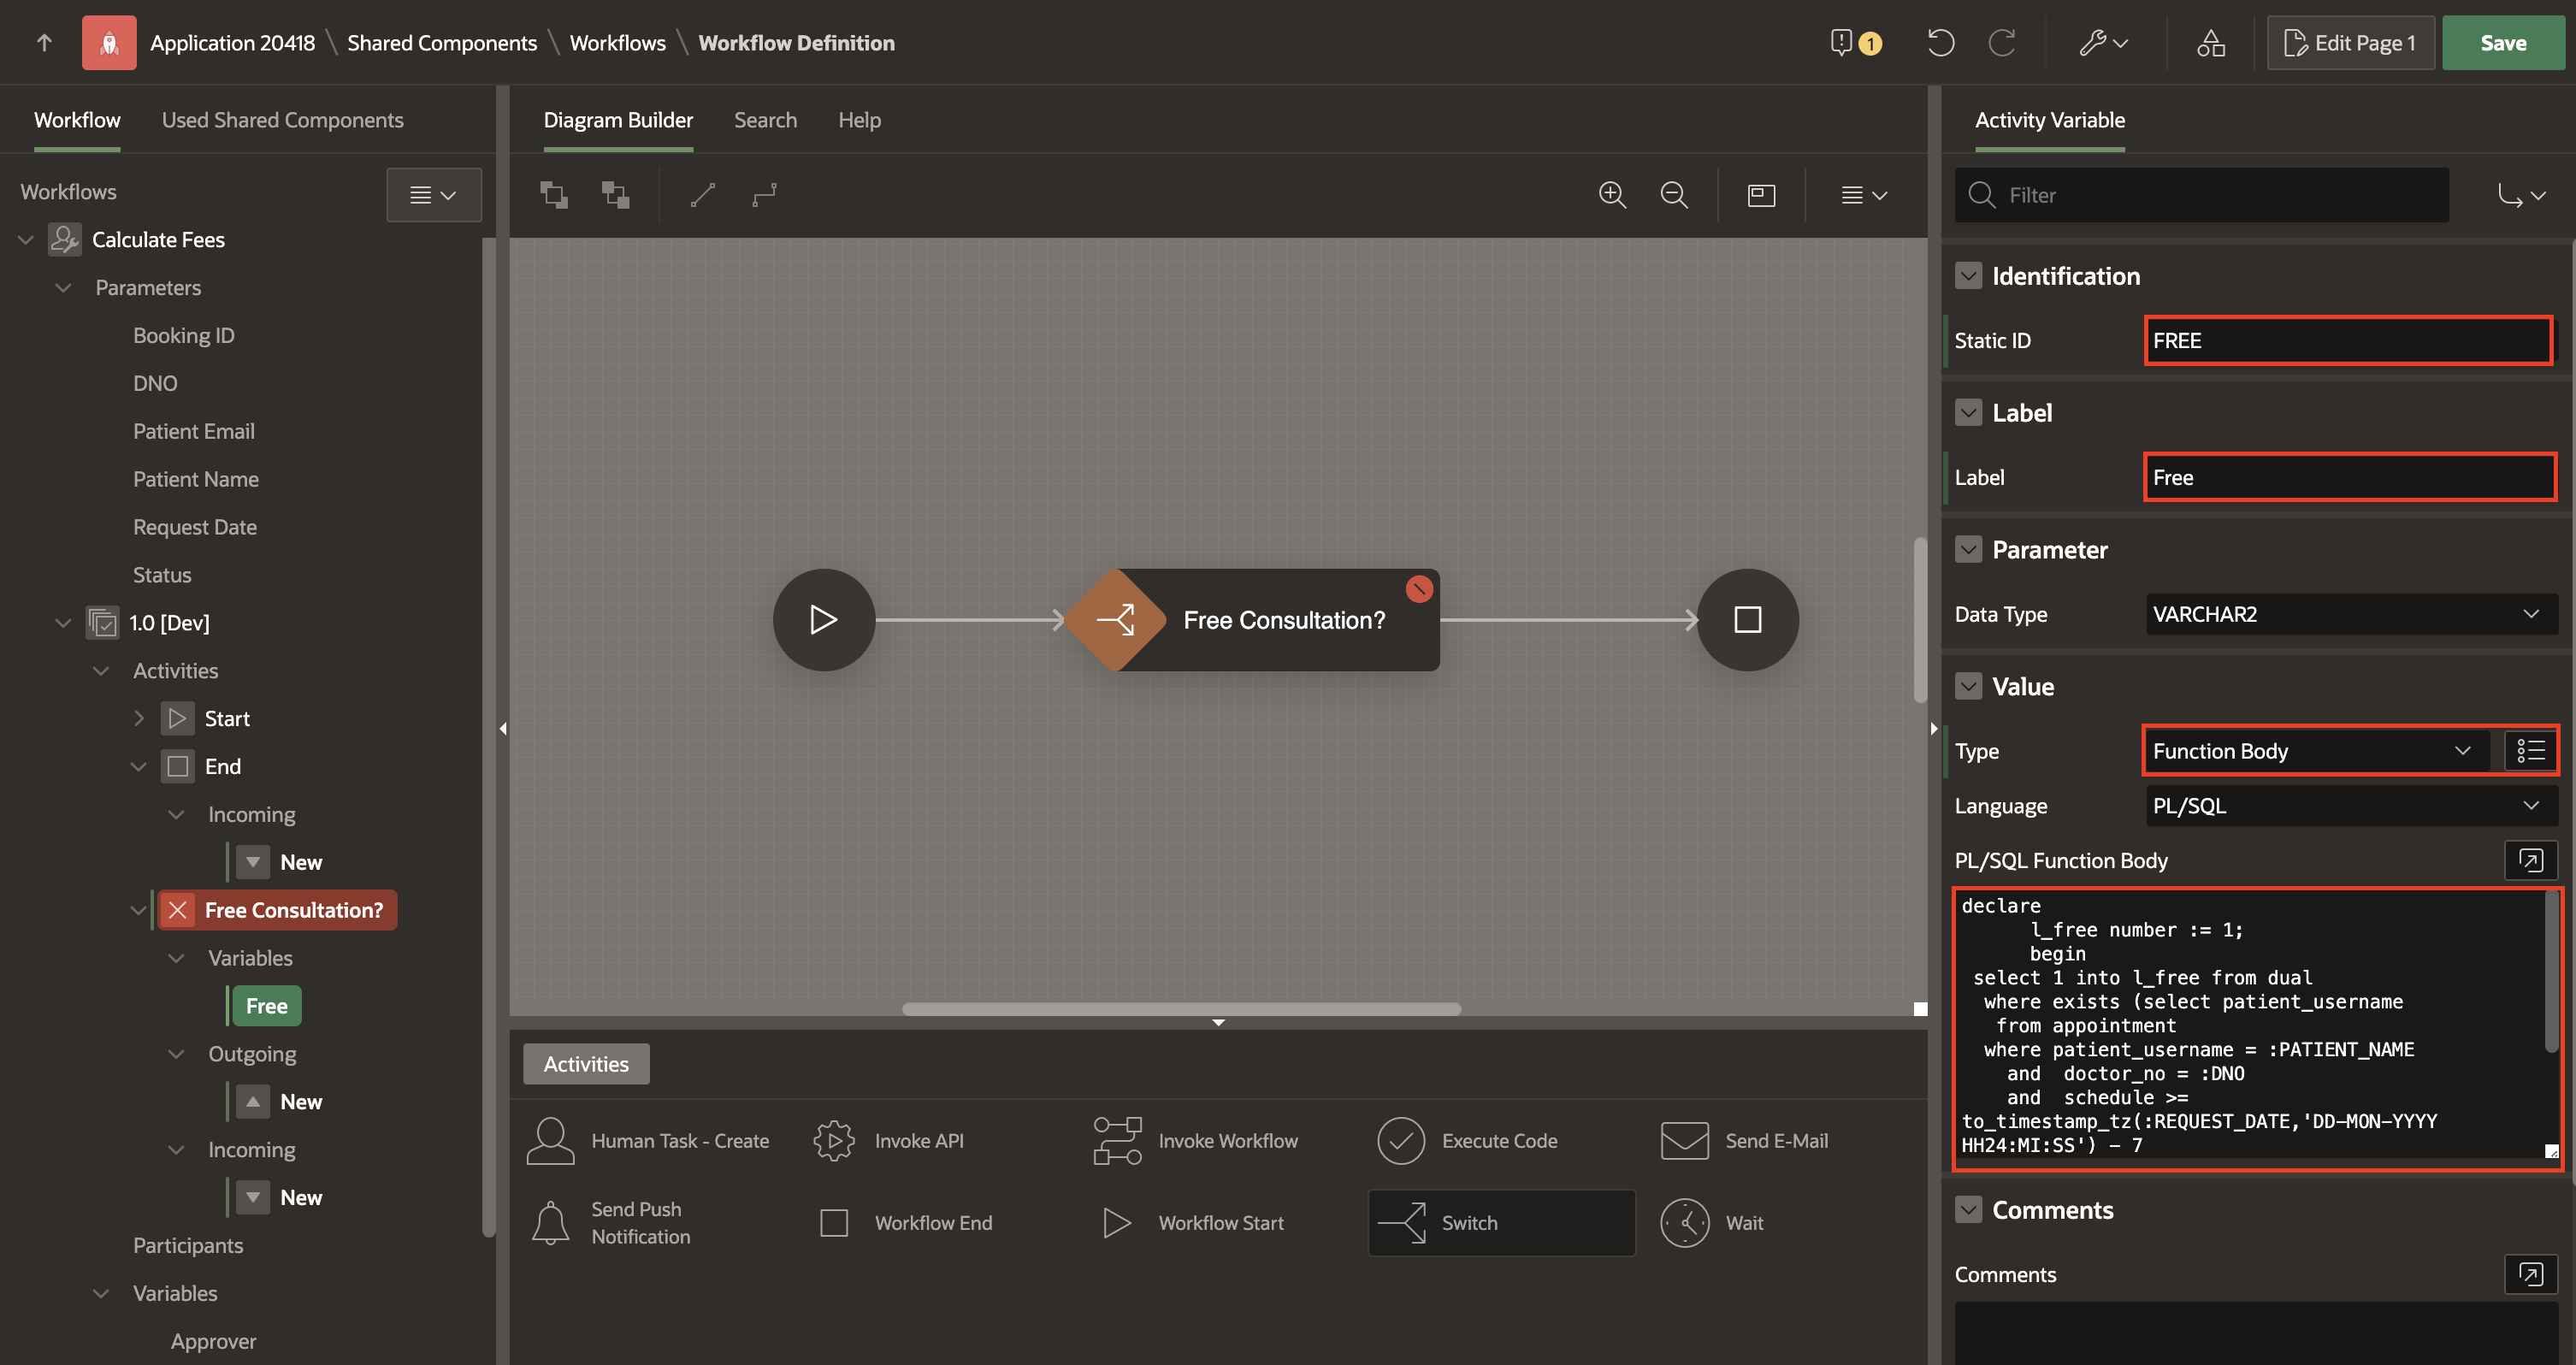 Application 20418 \ Shared Components \ Workflows \ Workflow Definition
1
Edit Page 1
Save
Workflow
Used Shared Components
Workflows
Calculate Fees
Parameters
Booking ID
DNO
Patient Email
Patient Name
Request Date
Status
1.0 [Dev]
Activities
Start
End
Incoming
New
Free Consultation?
Variables
Free
Outgoing
New
Incoming
New
Participants
Variables
Approver
Diagram Builder
Search
Help
Free Consultation?
Activities
Human Task - Create
Invoke API
Invoke Workflow
Execute Code
Send E-Mail
Send Push
Notification
Workflow End
Workflow Start
Switch
Wait
Activity Variable
Filter
Identification
Static ID
FREE
Label
Label
Free
Parameter
Data Type
VARCHAR2
Value
Type
Function Body
Language
PL/SQL
PL/SQL Function Body
declare
l_free number := 1;
begin
select 1 into l_free from dual
where exists (select patient_username
from appointment
where patient_username = :PATIENT_NAME
and doctor_no = :DNO
and schedule >=
to_timestamp_tz(:REQUEST_DATE,'DD-MON-YYYY
HH24:MI:SS') - 7
Comments
Comments